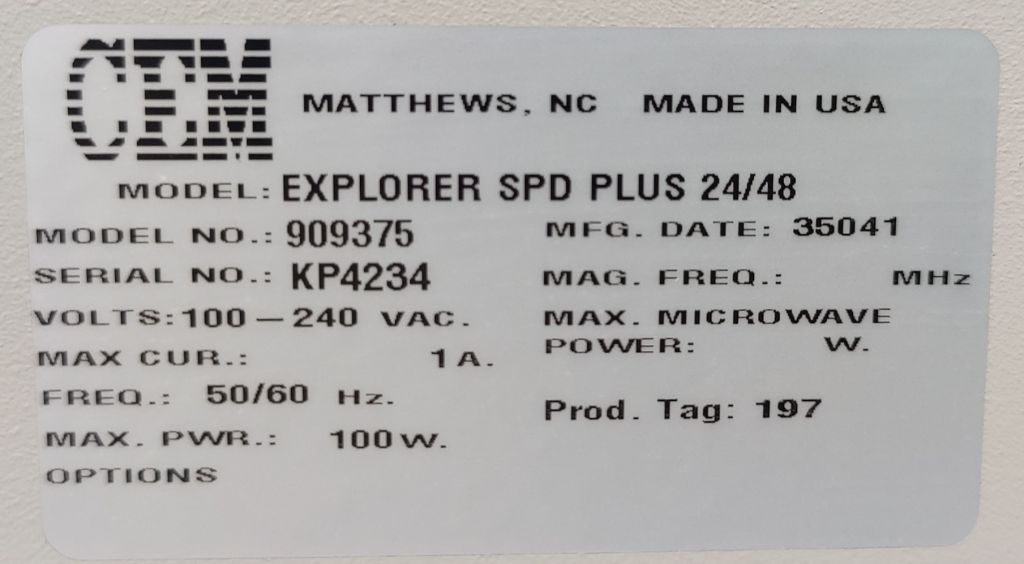 CEM MATTHEWS, NC MADE IN USA
MODEL: EXPLORER SPD PLUS 24/48
MODEL NO.: 909375
MFG. DATE: 35041
SERIAL NO.: KP4234
MAG. FREQ.: MHz
VOLTS: 100 – 240 VAC.
MAX. MICROWAVE
POWER: W.
MAX CUR.: 1 A.
FREQ.: 50/60 Hz.
Prod. Tag: 197
MAX. PWR.: 100 W.
OPTIONS